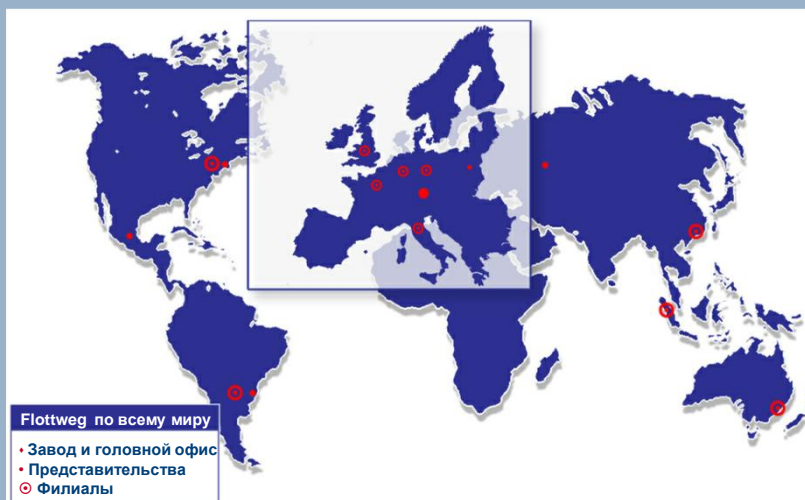 Flottweg по всему миру
Завод и головной офис
Представительства
Филиалы